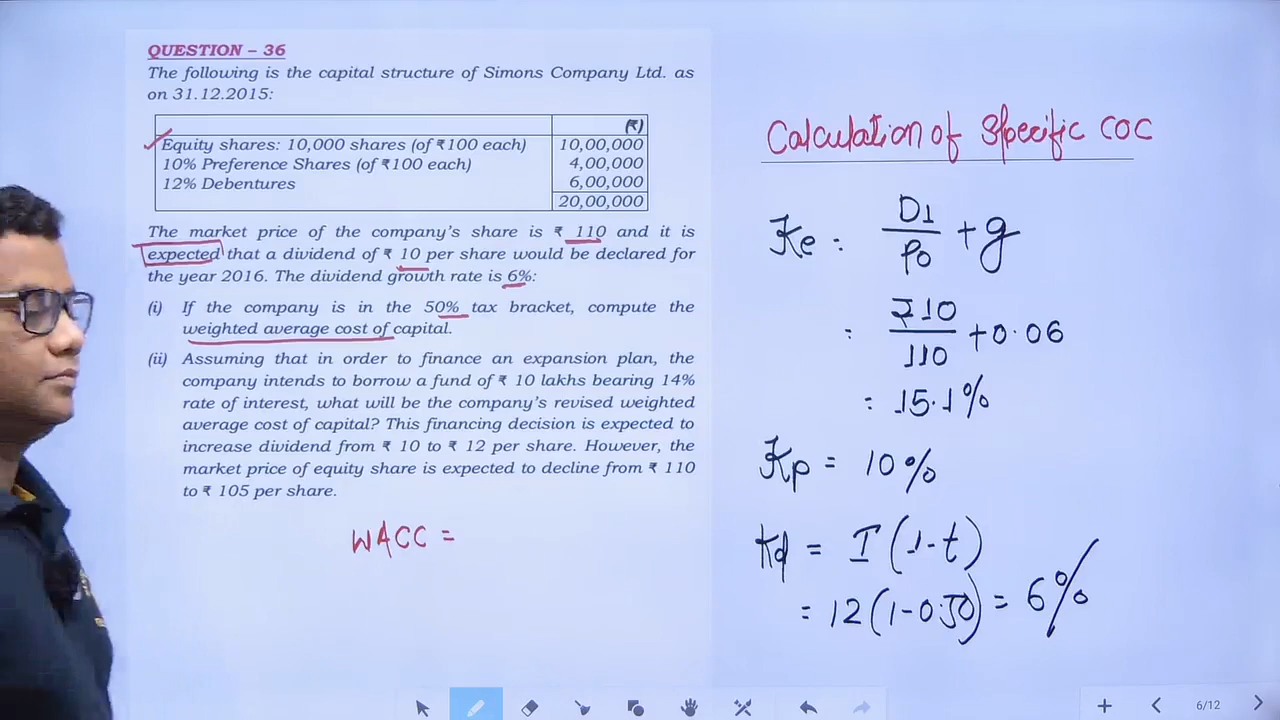 QUESTION – 36
The following is the capital structure of Simons Company Ltd. as
on 31.12.2015:
(₹)
Equity shares: 10,000 shares (of ₹100 each) 10,00,000
10% Preference Shares (of ₹100 each) 4,00,000
12% Debentures 6,00,000
20,00,000
The market price of the company's share is ₹ 110 and it is
expected that a dividend of ₹ 10 per share would be declared for
the year 2016. The dividend growth rate is 6%:
(i) If the company is in the 50% tax bracket, compute the
weighted average cost of capital.
(ii) Assuming that in order to finance an expansion plan, the
company intends to borrow a fund of ₹ 10 lakhs bearing 14%
rate of interest, what will be the company's revised weighted
average cost of capital? This financing decision is expected to
increase dividend from ₹ 10 to ₹ 12 per share. However, the
market price of equity share is expected to decline from ₹ 110
to ₹ 105 per share.
WACC =
Calculation of Specific COC
Ke : D1/P0 + g
: ₹10/110 + 0.06
: 15.1%
Kp = 10%
Kd = I (1-t)
: 12 (1-0.50) = 6%
6/12